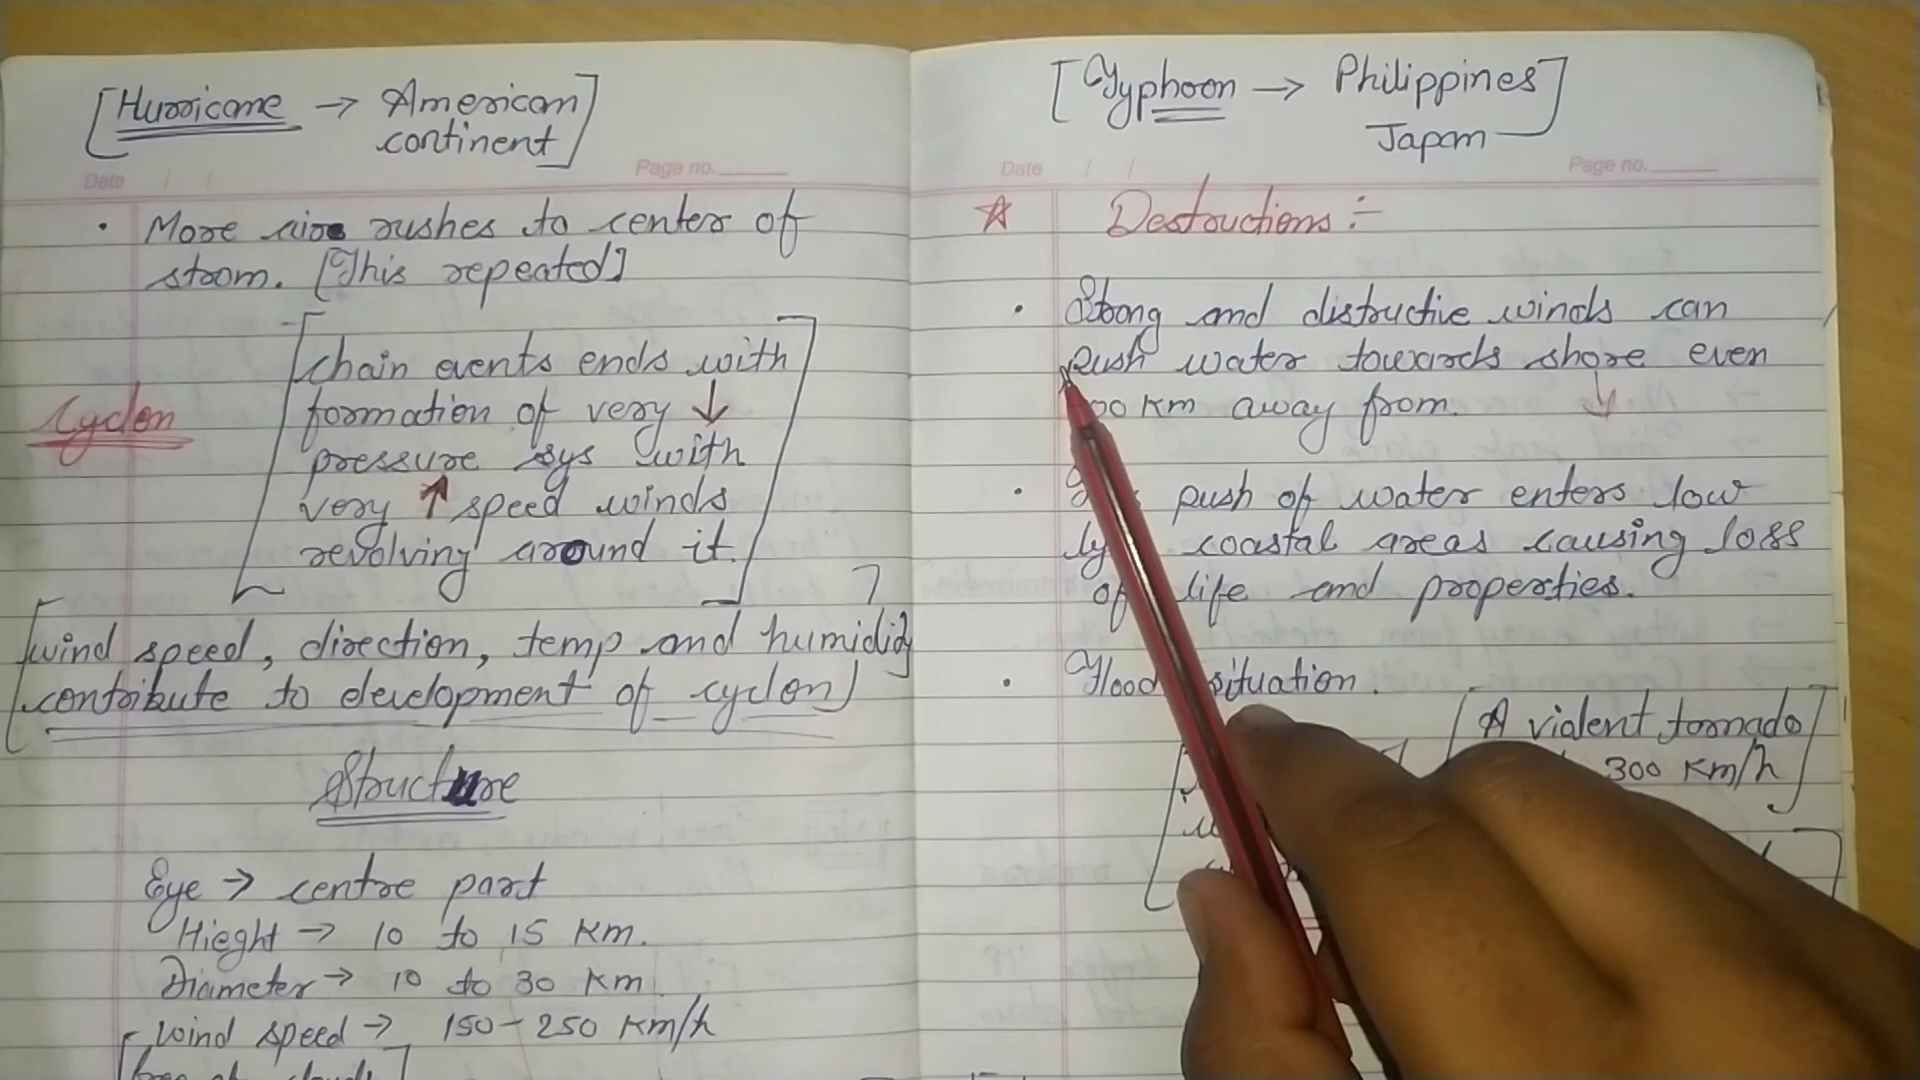 [Hurricane → American
continent]
Date / /
Page no.
• More air rushes to center of
storm. [This repeated]
[chain events ends with
formation of very ↓
pressure sys with
very ↑ speed winds
revolving around it.]
Cyclon
[wind speed, direction, temp and humidity
contribute to development of cyclon]
Structure
Eye → centre part
Hieght → 10 to 15 Km.
Diameter → 10 to 30 Km.
[wind speed → 150-250 Km/h
[Typhoon → Philippines
Japan]
Date / /
Page no.
☆ Destructions :-
• Strong and distructive winds can
push water towards shore even
Km away from.
• push of water enters low
coastal areas causing loss
of life and properties.
• Flood situation.
[A violent tornado
300 Km/h]